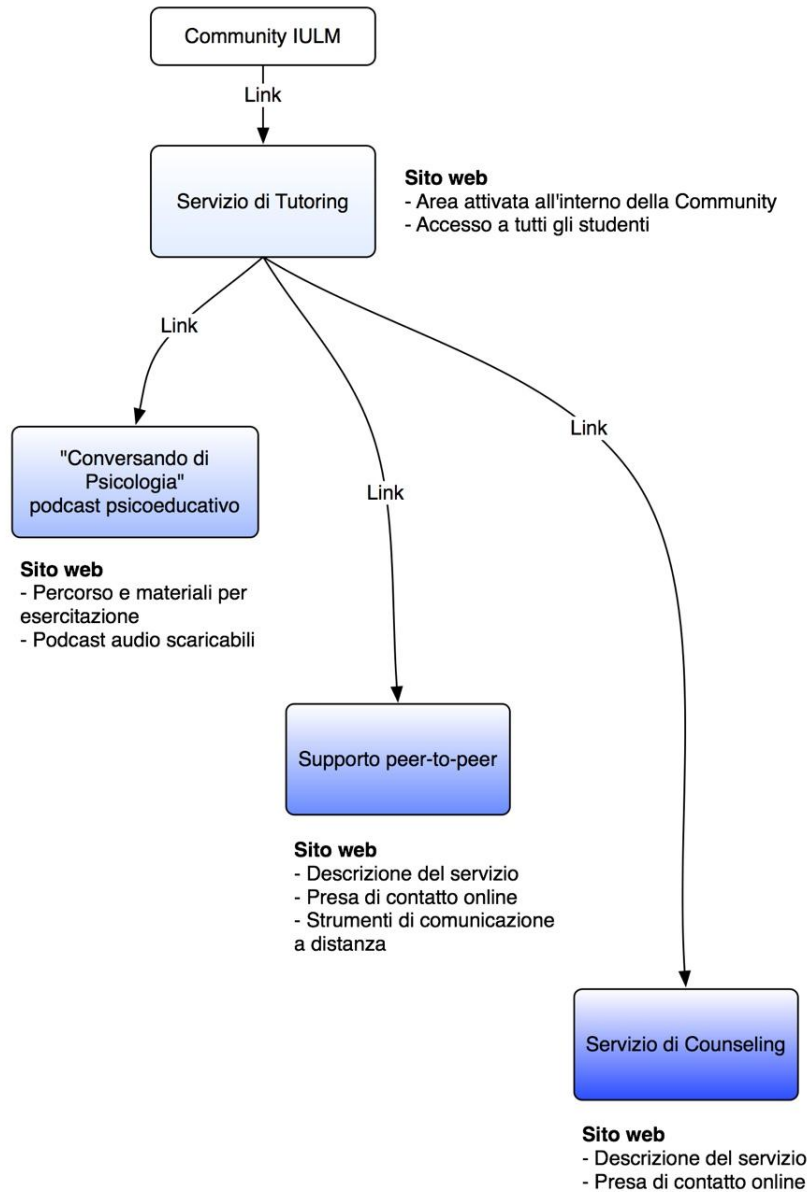 Community IULM
Link
Servizio di Tutoring
Sito web
- Area attivata all'interno della Community
- Accesso a tutti gli studenti
Link
Link
Link
"Conversando di
Psicologia"
podcast psicoeducativo
Sito web
- Percorso e materiali per
esercitazione
- Podcast audio scaricabili
Supporto peer-to-peer
Sito web
- Descrizione del servizio
- Presa di contatto online
- Strumenti di comunicazione
a distanza
Servizio di Counseling
Sito web
- Descrizione del servizio
- Presa di contatto online